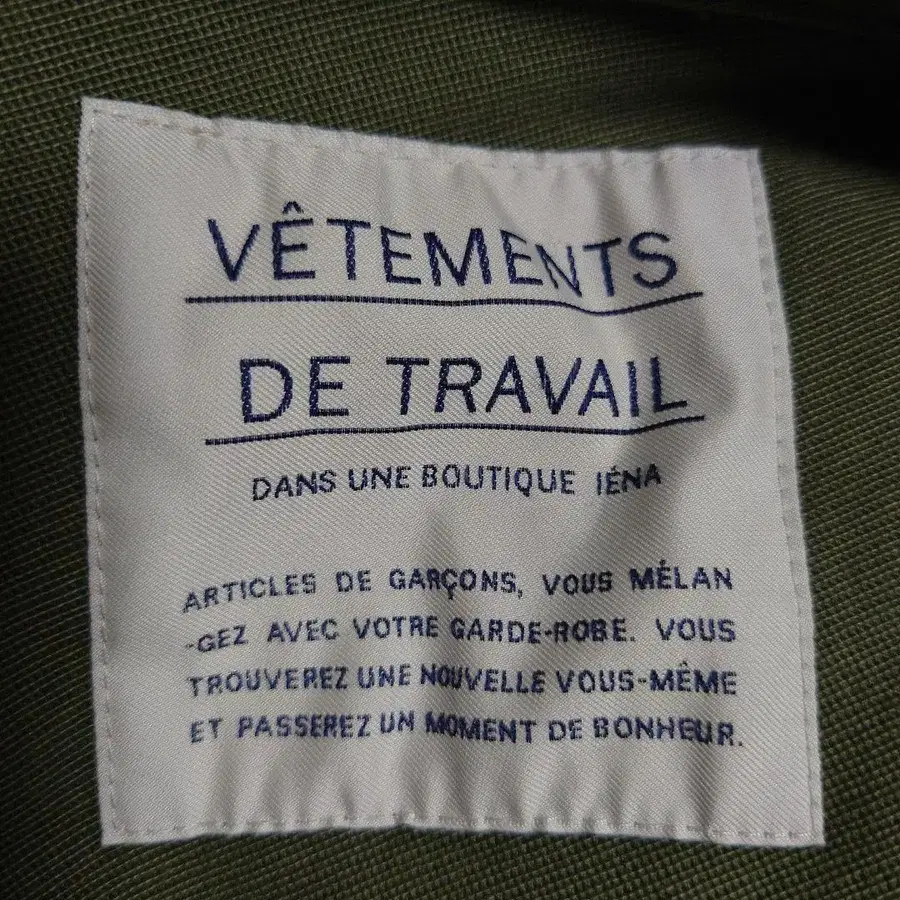 VÊTEMENTS
DE TRAVAIL
DANS UNE BOUTIQUE IÉNA
ARTICLES DE GARÇONS, VOUS MÉLAN
-GEZ AVEC VOTRE GARDE-ROBE. VOUS
TROUVEREZ UNE NOUVELLE VOUS-MÊME
ET PASSEREZ UN MOMENT DE BONHEUR.